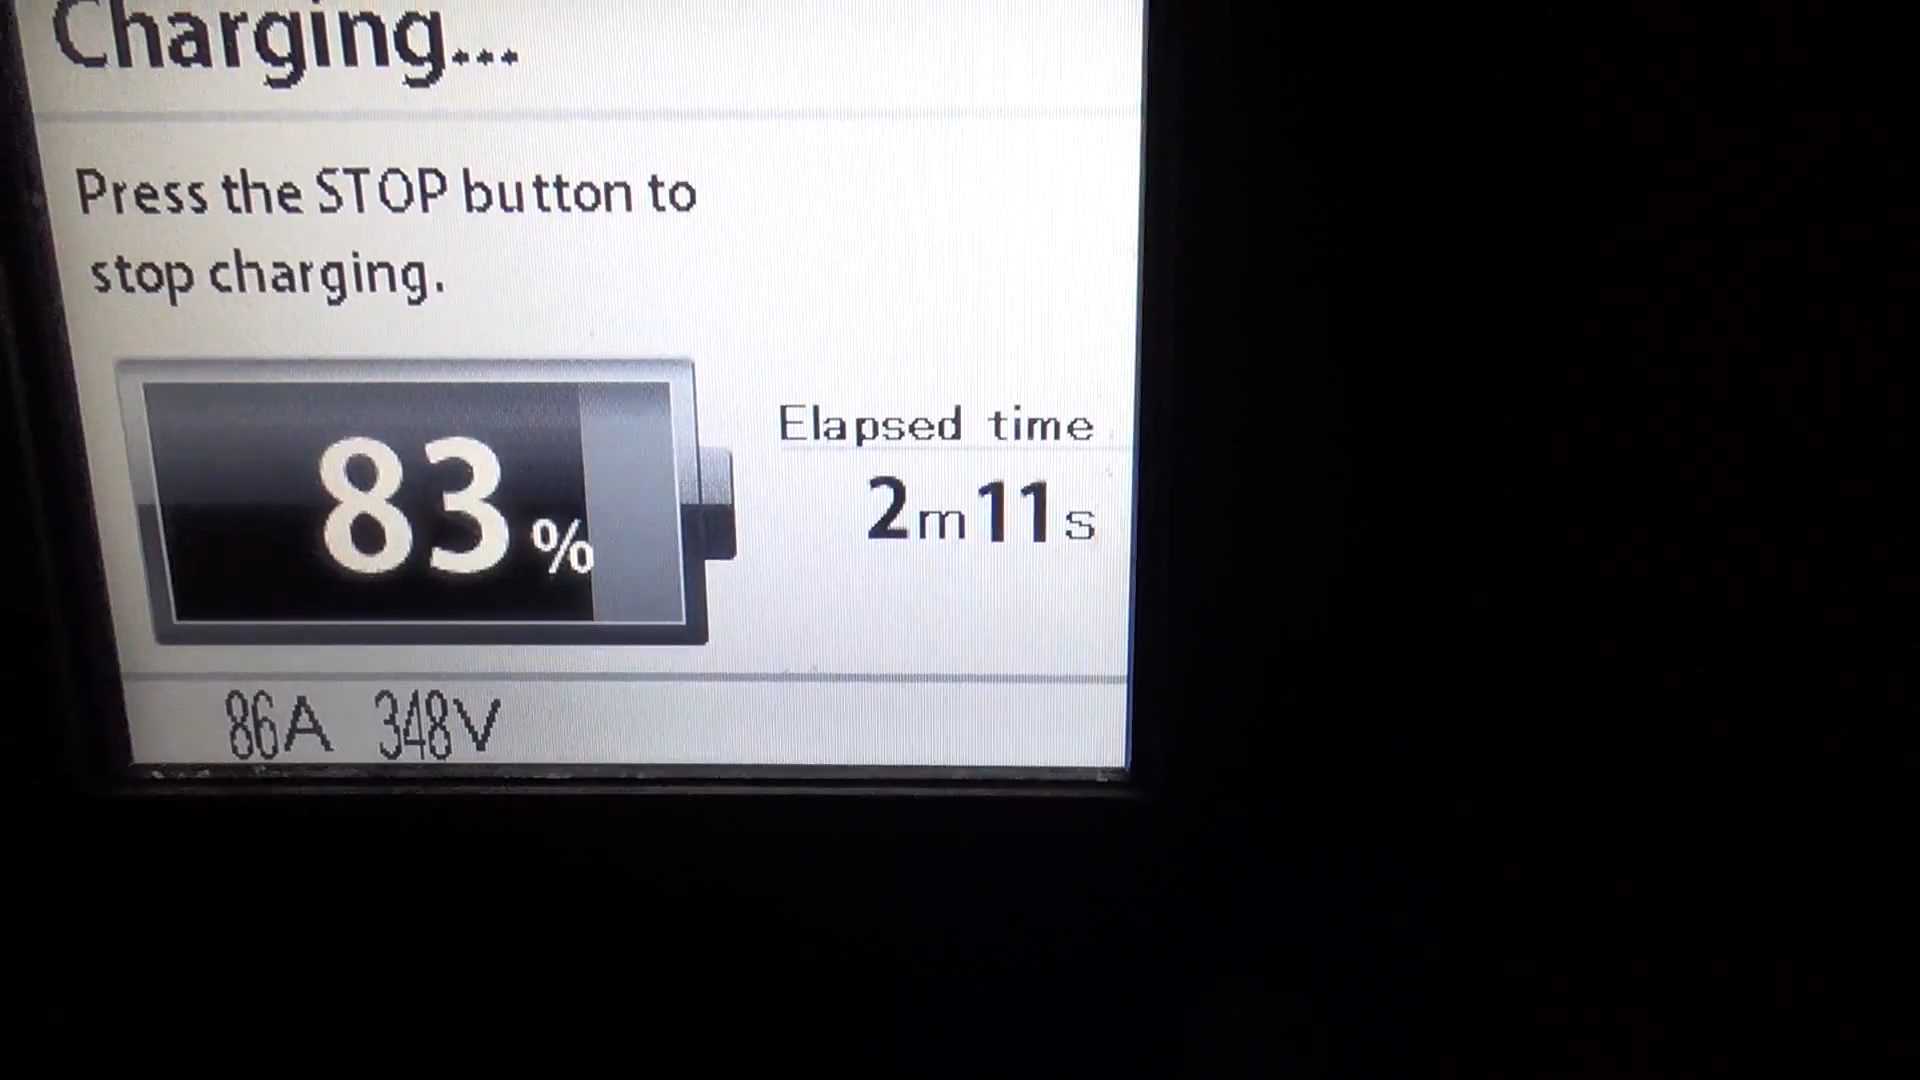 Charging...
Press the STOP button to
stop charging.
83%
Elapsed time
2m11s
86A 348V